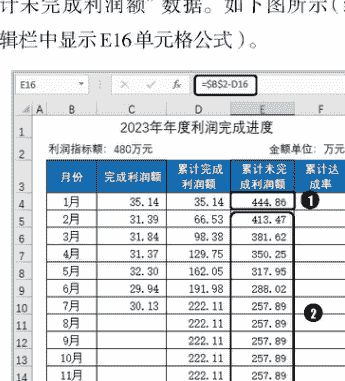 计未完成利润额”数据。如下图所示(
辑栏中显示E16单元格公式)。
E16 fx =$B$2-D16
A B C D E F
1 2023年年度利润完成进度
2 利润指标额: 480万元 金额单位: 万元
3 月份 完成利润额 累计完成利润额 累计未完成利润额 累计达成率
4 1月 35.14 35.14 444.86 1
5 2月 31.39 66.53 413.47
6 3月 31.84 98.38 381.62
7 4月 31.37 129.75 350.25
8 5月 32.30 162.05 317.95
9 6月 29.94 191.98 288.02
10 7月 30.13 222.11 257.89 2
11 8月 222.11 257.89
12 9月 222.11 257.89
13 10月 222.11 257.89
14 11月 222.11 257.89